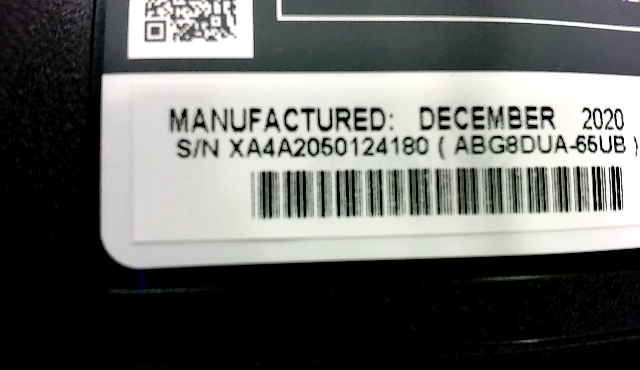 MANUFACTURED: DECEMBER 2020
S/N XA4A2050124180 ( ABG8DUA-65UB )